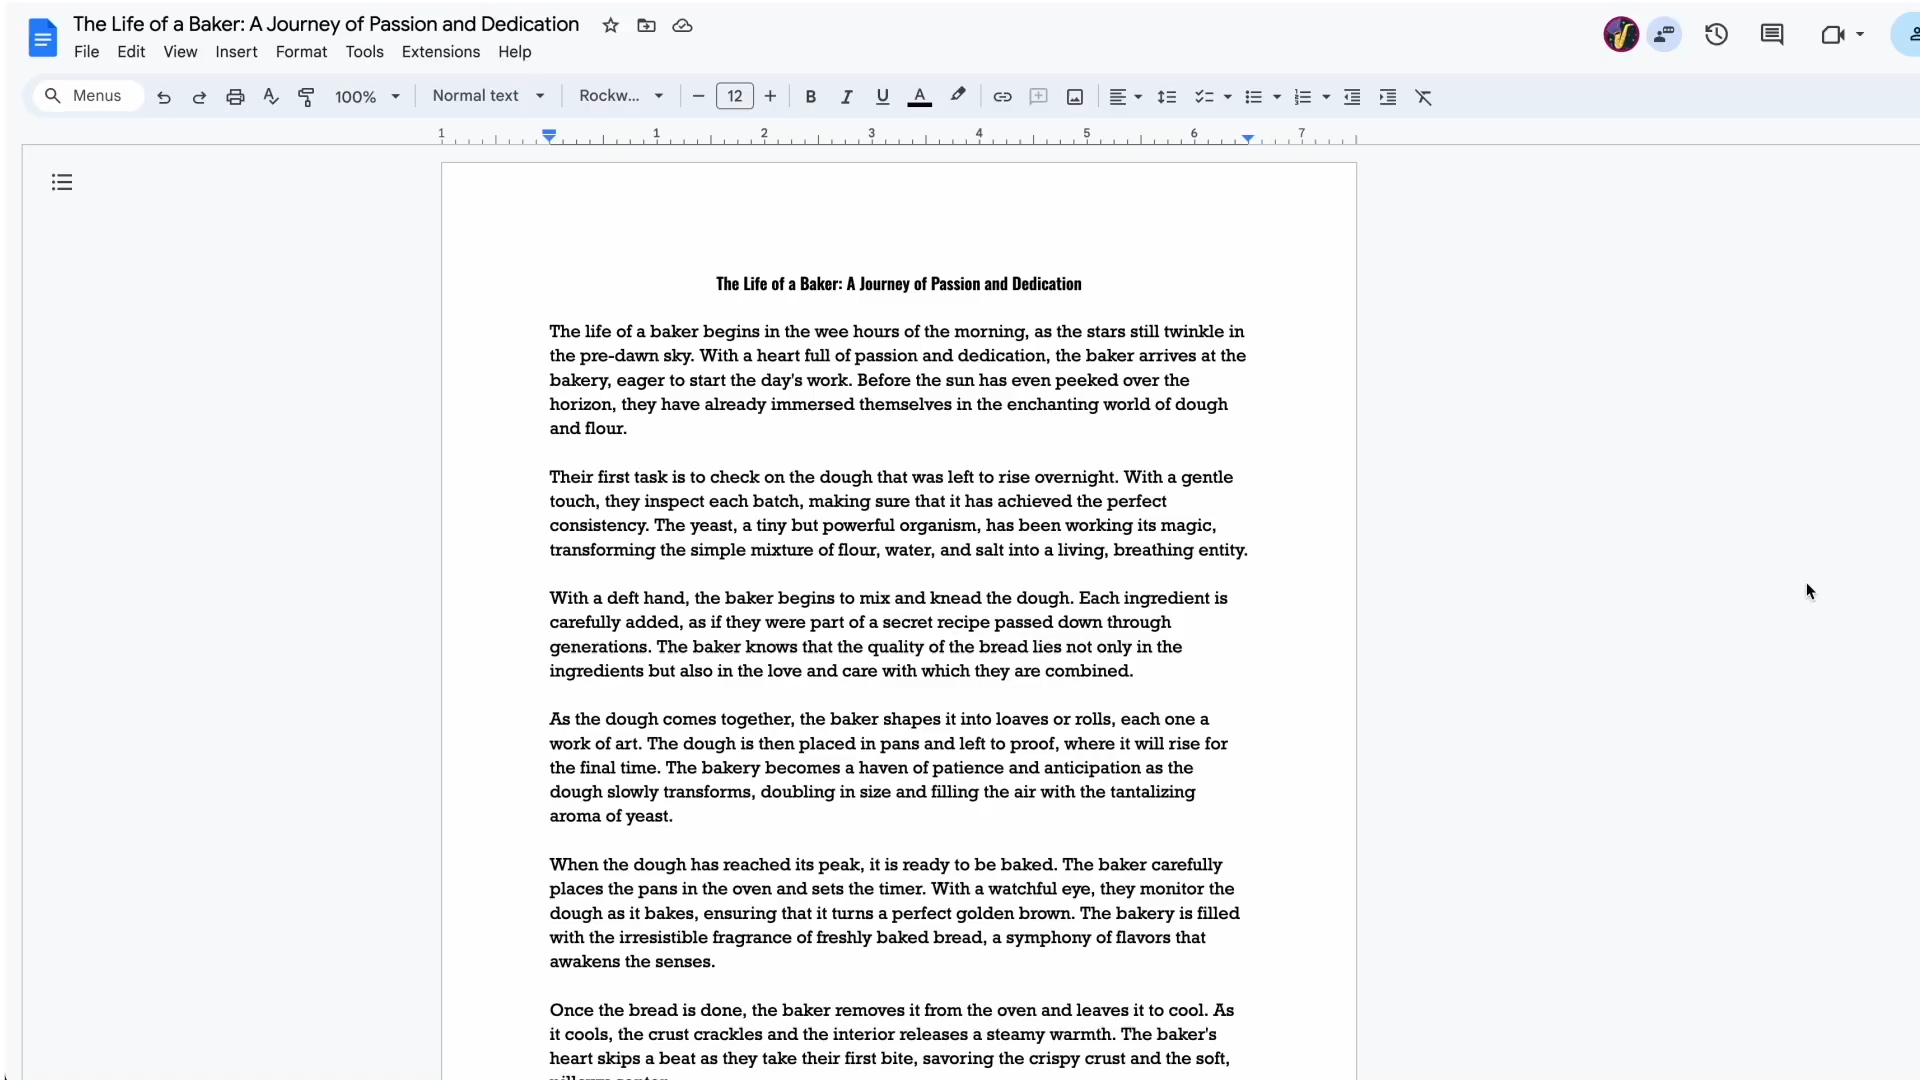 The Life of a Baker: A Journey of Passion and Dedication
File Edit View Insert Format Tools Extensions Help
Menus 100% Normal text Rockw... 12
1 1 2 3 4 5 6 7
The Life of a Baker: A Journey of Passion and Dedication
The life of a baker begins in the wee hours of the morning, as the stars still twinkle in
the pre-dawn sky. With a heart full of passion and dedication, the baker arrives at the
bakery, eager to start the day's work. Before the sun has even peeked over the
horizon, they have already immersed themselves in the enchanting world of dough
and flour.
Their first task is to check on the dough that was left to rise overnight. With a gentle
touch, they inspect each batch, making sure that it has achieved the perfect
consistency. The yeast, a tiny but powerful organism, has been working its magic,
transforming the simple mixture of flour, water, and salt into a living, breathing entity.
With a deft hand, the baker begins to mix and knead the dough. Each ingredient is
carefully added, as if they were part of a secret recipe passed down through
generations. The baker knows that the quality of the bread lies not only in the
ingredients but also in the love and care with which they are combined.
As the dough comes together, the baker shapes it into loaves or rolls, each one a
work of art. The dough is then placed in pans and left to proof, where it will rise for
the final time. The bakery becomes a haven of patience and anticipation as the
dough slowly transforms, doubling in size and filling the air with the tantalizing
aroma of yeast.
When the dough has reached its peak, it is ready to be baked. The baker carefully
places the pans in the oven and sets the timer. With a watchful eye, they monitor the
dough as it bakes, ensuring that it turns a perfect golden brown. The bakery is filled
with the irresistible fragrance of freshly baked bread, a symphony of flavors that
awakens the senses.
Once the bread is done, the baker removes it from the oven and leaves it to cool. As
it cools, the crust crackles and the interior releases a steamy warmth. The baker's
heart skips a beat as they take their first bite, savoring the crispy crust and the soft,